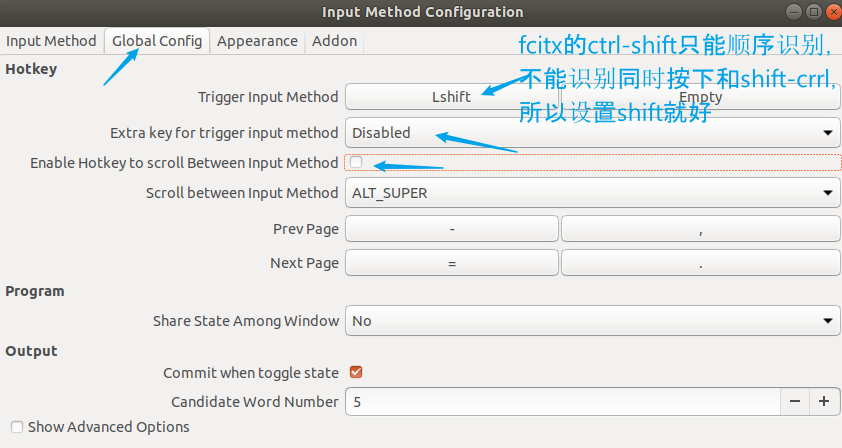 Input Method Configuration
Input Method Global Config Appearance Addon
fcitx的ctrl-shift只能顺序识别，
不能识别同时按下和shift-crrl，
所以设置shift就好
Hotkey
Trigger Input Method Lshift Empty
Extra key for trigger input method Disabled
Enable Hotkey to scroll Between Input Method
Scroll between Input Method ALT_SUPER
Prev Page - ,
Next Page = .
Program
Share State Among Window No
Output
Commit when toggle state
Candidate Word Number 5
Show Advanced Options